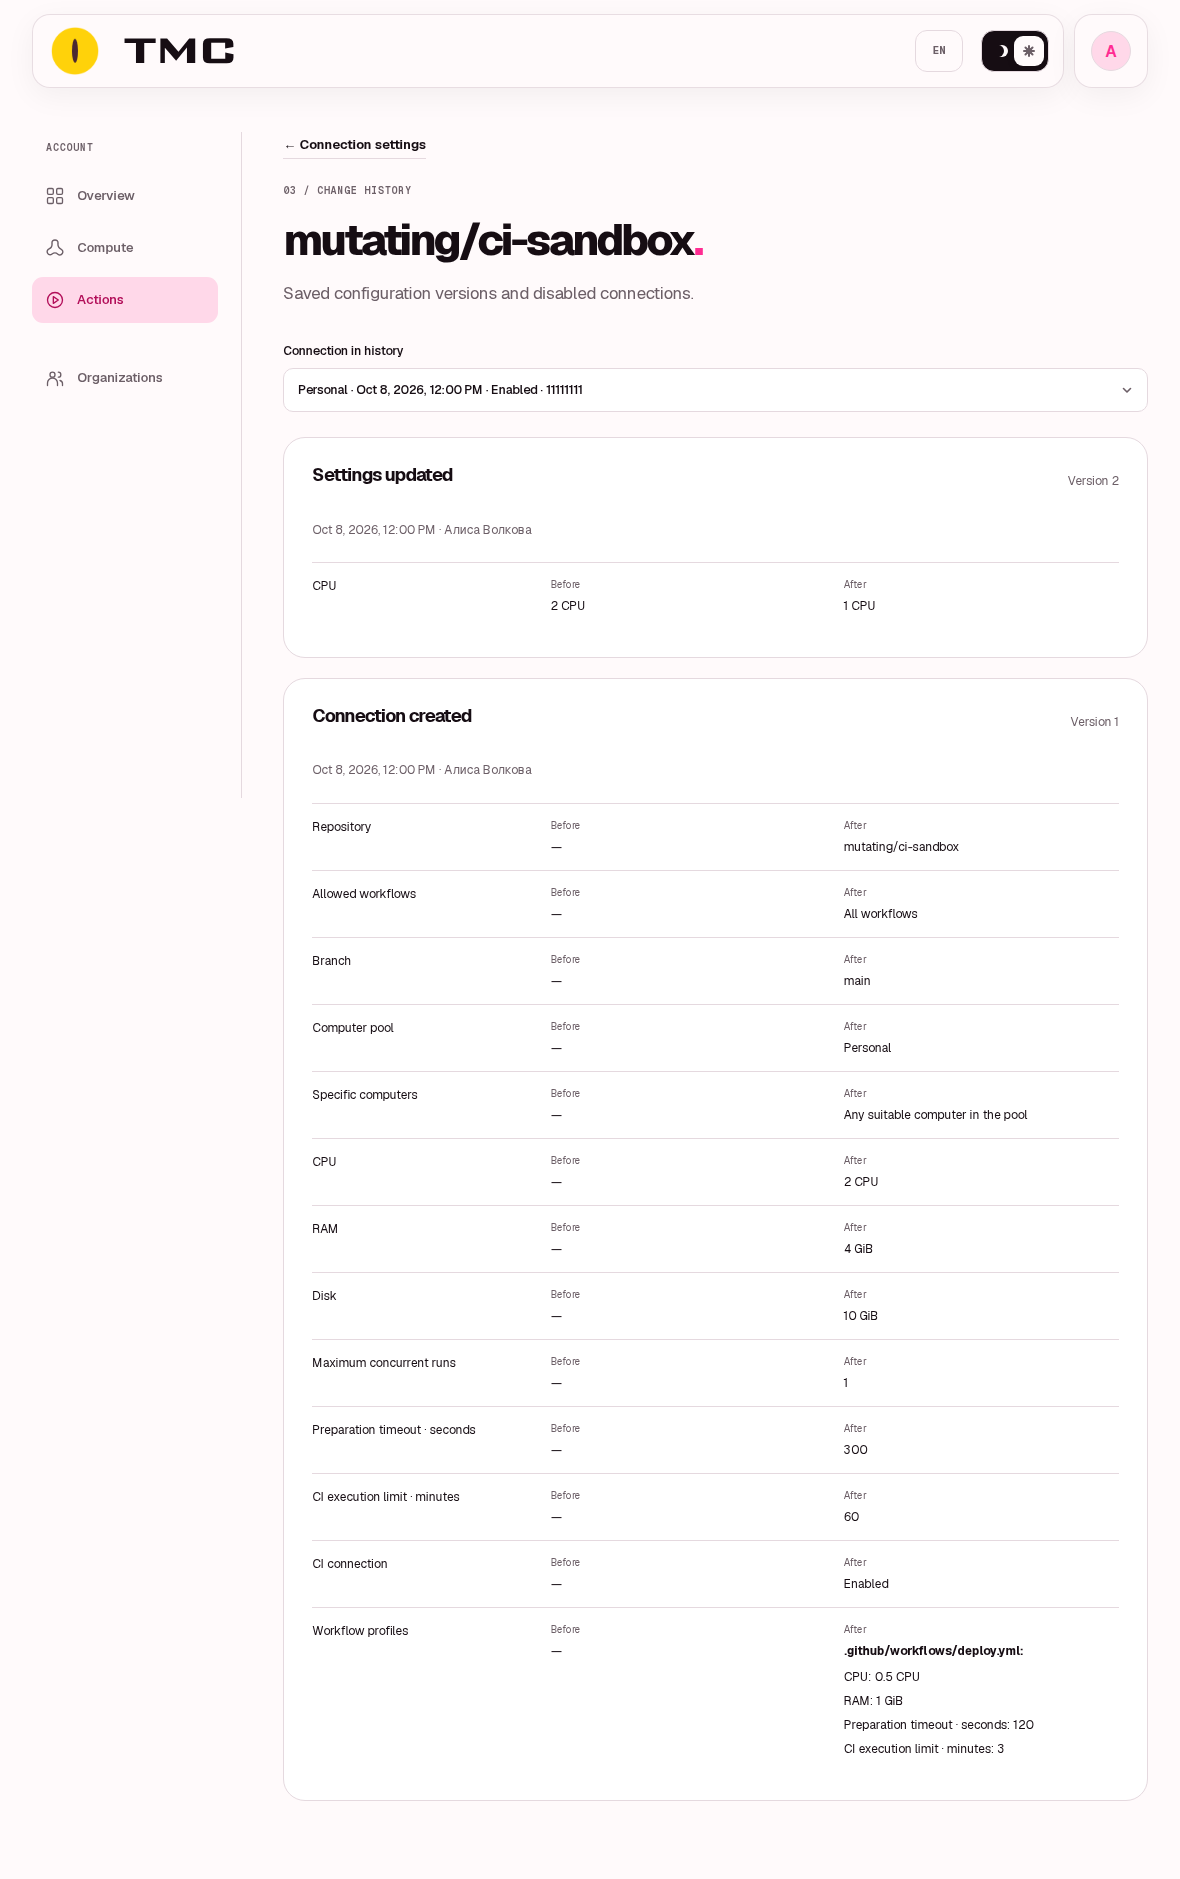 TMC
EN
A
ACCOUNT
Overview
Compute
Actions
Organizations
← Connection settings
03 / CHANGE HISTORY
mutating/ci-sandbox.
Saved configuration versions and disabled connections.
Connection in history
Personal · Oct 8, 2026, 12:00 PM · Enabled · 11111111
Settings updated
Version 2
Oct 8, 2026, 12:00 PM · Алиса Волкова
CPU
Before
After
2 CPU
1 CPU
Connection created
Version 1
Oct 8, 2026, 12:00 PM · Алиса Волкова
Repository
Before
After
—
mutating/ci-sandbox
Allowed workflows
Before
After
—
All workflows
Branch
Before
After
—
main
Computer pool
Before
After
—
Personal
Specific computers
Before
After
—
Any suitable computer in the pool
CPU
Before
After
—
2 CPU
RAM
Before
After
—
4 GiB
Disk
Before
After
—
10 GiB
Maximum concurrent runs
Before
After
—
1
Preparation timeout · seconds
Before
After
—
300
CI execution limit · minutes
Before
After
—
60
CI connection
Before
After
—
Enabled
Workflow profiles
Before
After
—
.github/workflows/deploy.yml:
CPU: 0.5 CPU
RAM: 1 GiB
Preparation timeout · seconds: 120
CI execution limit · minutes: 3